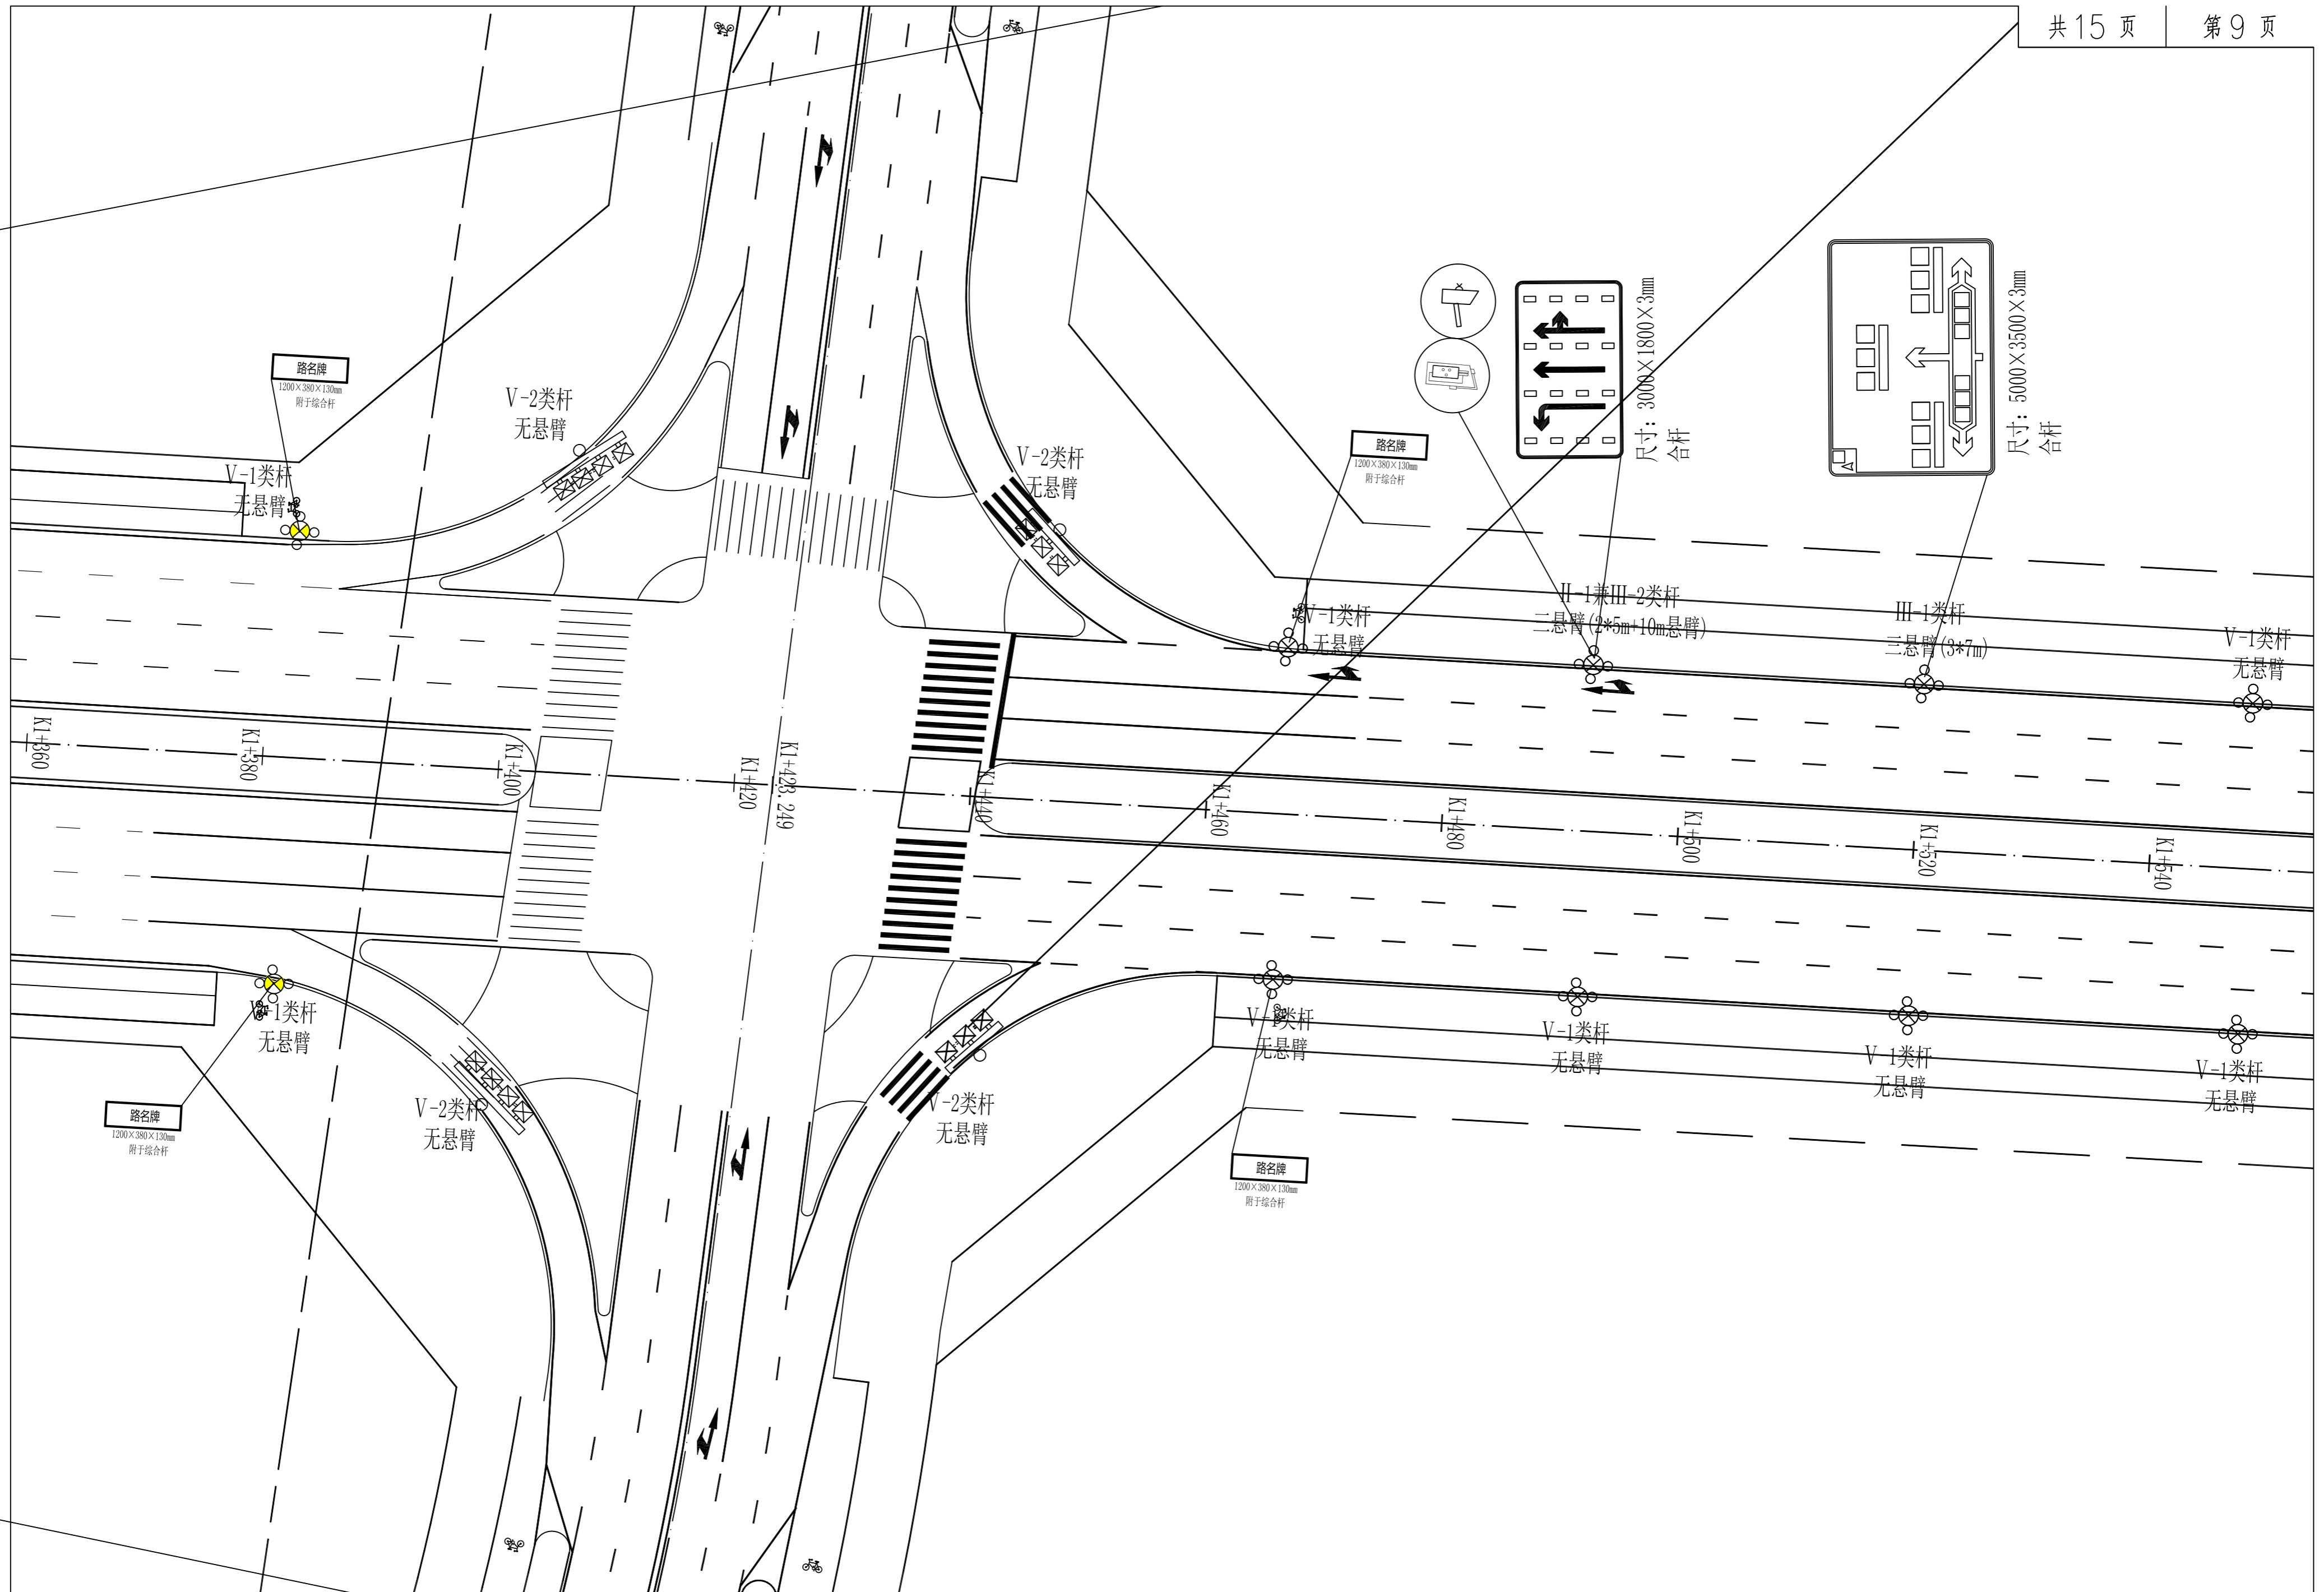 共15 页
第9 页
路名牌
1200×380×130mm
附于综合杆
V-2类杆
无悬臂
V-1类杆
无悬臂
V-2类杆
无悬臂
路名牌
1200×380×130mm
附于综合杆
尺寸: 3000×1800×3mm
合杆
尺寸: 5000×3500×3mm
合杆
V-1类杆
无悬臂
II-1兼III-2类杆
三悬臂(2*5m+10m悬臂)
III-1类杆
三悬臂(3*7m)
V-1类杆
无悬臂
K1+360
K1+380
K1+400
K1+420
K1+423.249
K1+440
K1+460
K1+480
K1+500
K1+520
K1+540
V-1类杆
无悬臂
路名牌
1200×380×130mm
附于综合杆
V-2类杆
无悬臂
V-2类杆
无悬臂
V-1类杆
无悬臂
V-1类杆
无悬臂
V-1类杆
无悬臂
V-1类杆
无悬臂
路名牌
1200×380×130mm
附于综合杆